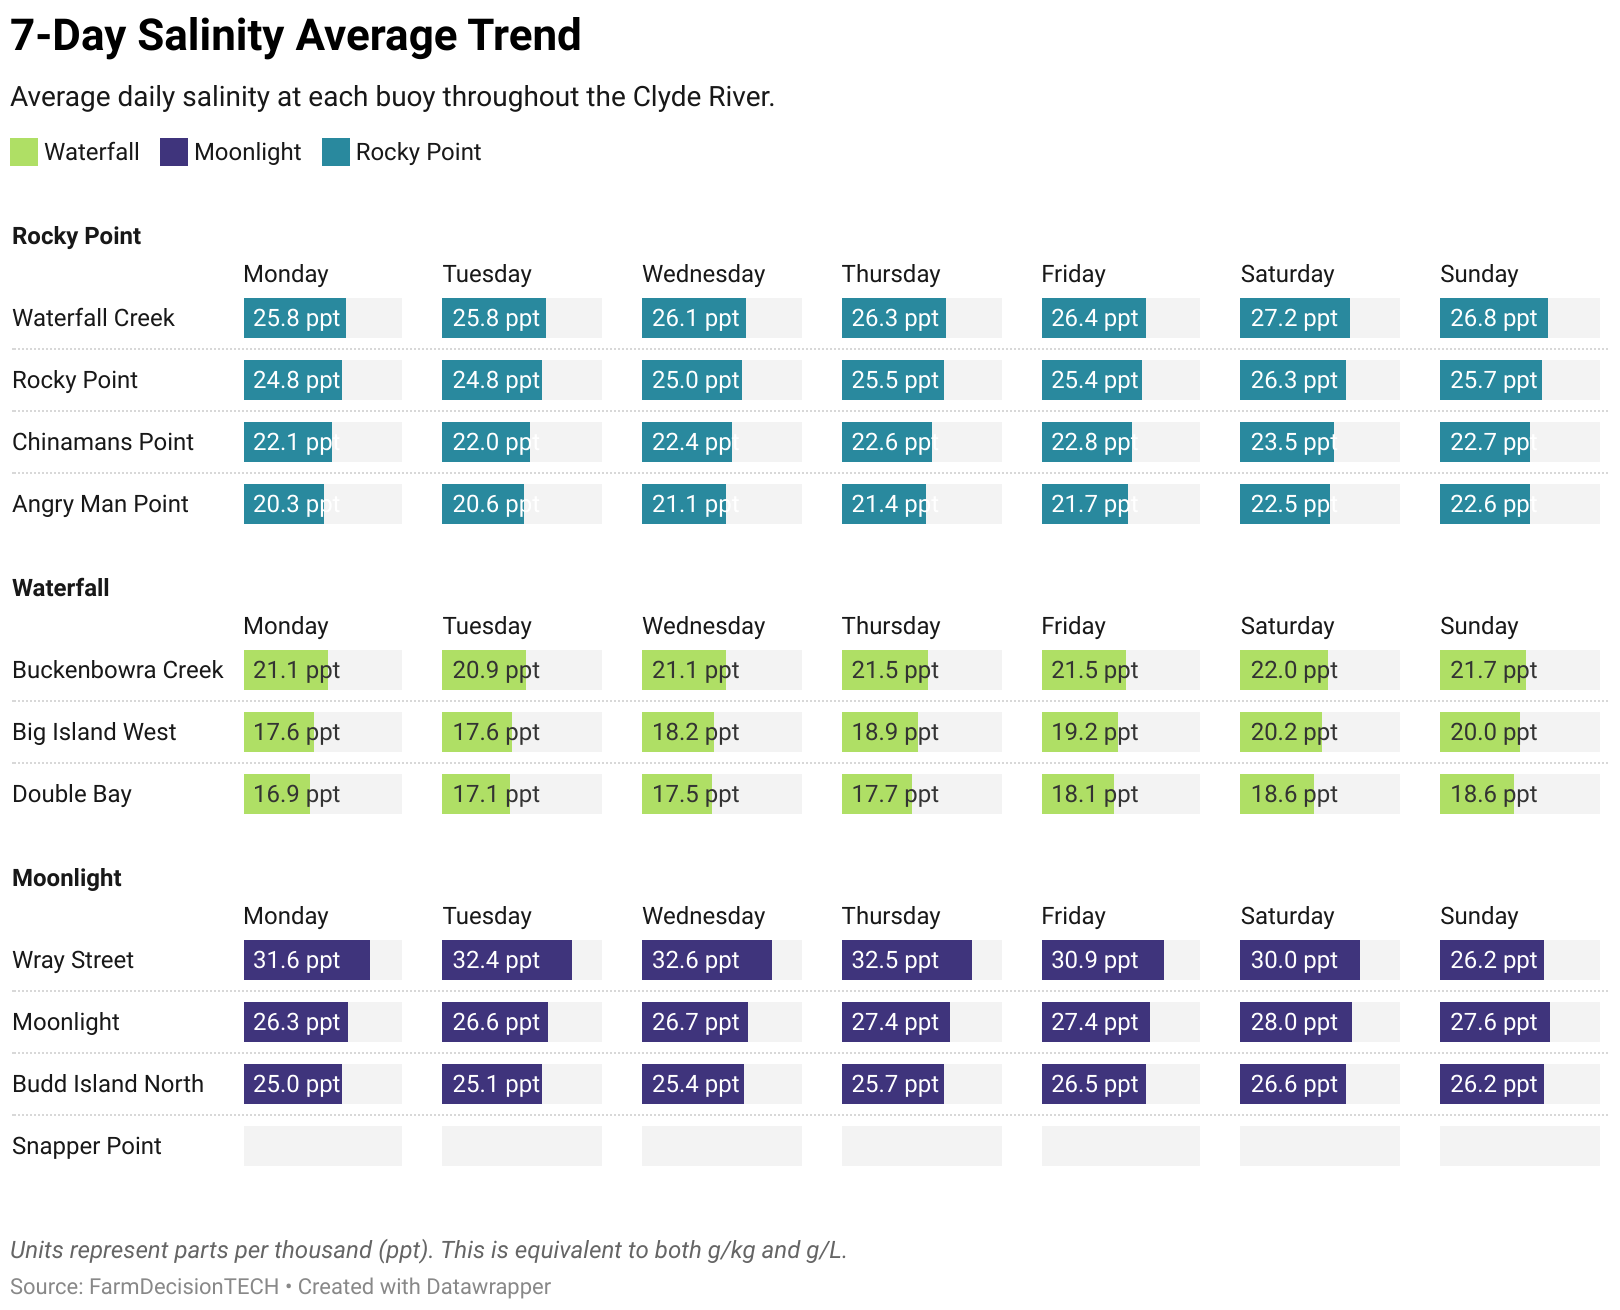 7-Day Salinity Average Trend
Average daily salinity at each buoy throughout the Clyde River.
Waterfall Moonlight Rocky Point
Rocky Point
Monday Tuesday Wednesday Thursday Friday Saturday Sunday
Waterfall Creek 25.8 ppt 25.8 ppt 26.1 ppt 26.3 ppt 26.4 ppt 27.2 ppt 26.8 ppt
Rocky Point 24.8 ppt 24.8 ppt 25.0 ppt 25.5 ppt 25.4 ppt 26.3 ppt 25.7 ppt
Chinamans Point 22.1 ppt 22.0 ppt 22.4 ppt 22.6 ppt 22.8 ppt 23.5 ppt 22.7 ppt
Angry Man Point 20.3 ppt 20.6 ppt 21.1 ppt 21.4 ppt 21.7 ppt 22.5 ppt 22.6 ppt
Waterfall
Monday Tuesday Wednesday Thursday Friday Saturday Sunday
Buckenbowra Creek 21.1 ppt 20.9 ppt 21.1 ppt 21.5 ppt 21.5 ppt 22.0 ppt 21.7 ppt
Big Island West 17.6 ppt 17.6 ppt 18.2 ppt 18.9 ppt 19.2 ppt 20.2 ppt 20.0 ppt
Double Bay 16.9 ppt 17.1 ppt 17.5 ppt 17.7 ppt 18.1 ppt 18.6 ppt 18.6 ppt
Moonlight
Monday Tuesday Wednesday Thursday Friday Saturday Sunday
Wray Street 31.6 ppt 32.4 ppt 32.6 ppt 32.5 ppt 30.9 ppt 30.0 ppt 26.2 ppt
Moonlight 26.3 ppt 26.6 ppt 26.7 ppt 27.4 ppt 27.4 ppt 28.0 ppt 27.6 ppt
Budd Island North 25.0 ppt 25.1 ppt 25.4 ppt 25.7 ppt 26.5 ppt 26.6 ppt 26.2 ppt
Snapper Point
Units represent parts per thousand (ppt). This is equivalent to both g/kg and g/L.
Source: FarmDecisionTECH • Created with Datawrapper